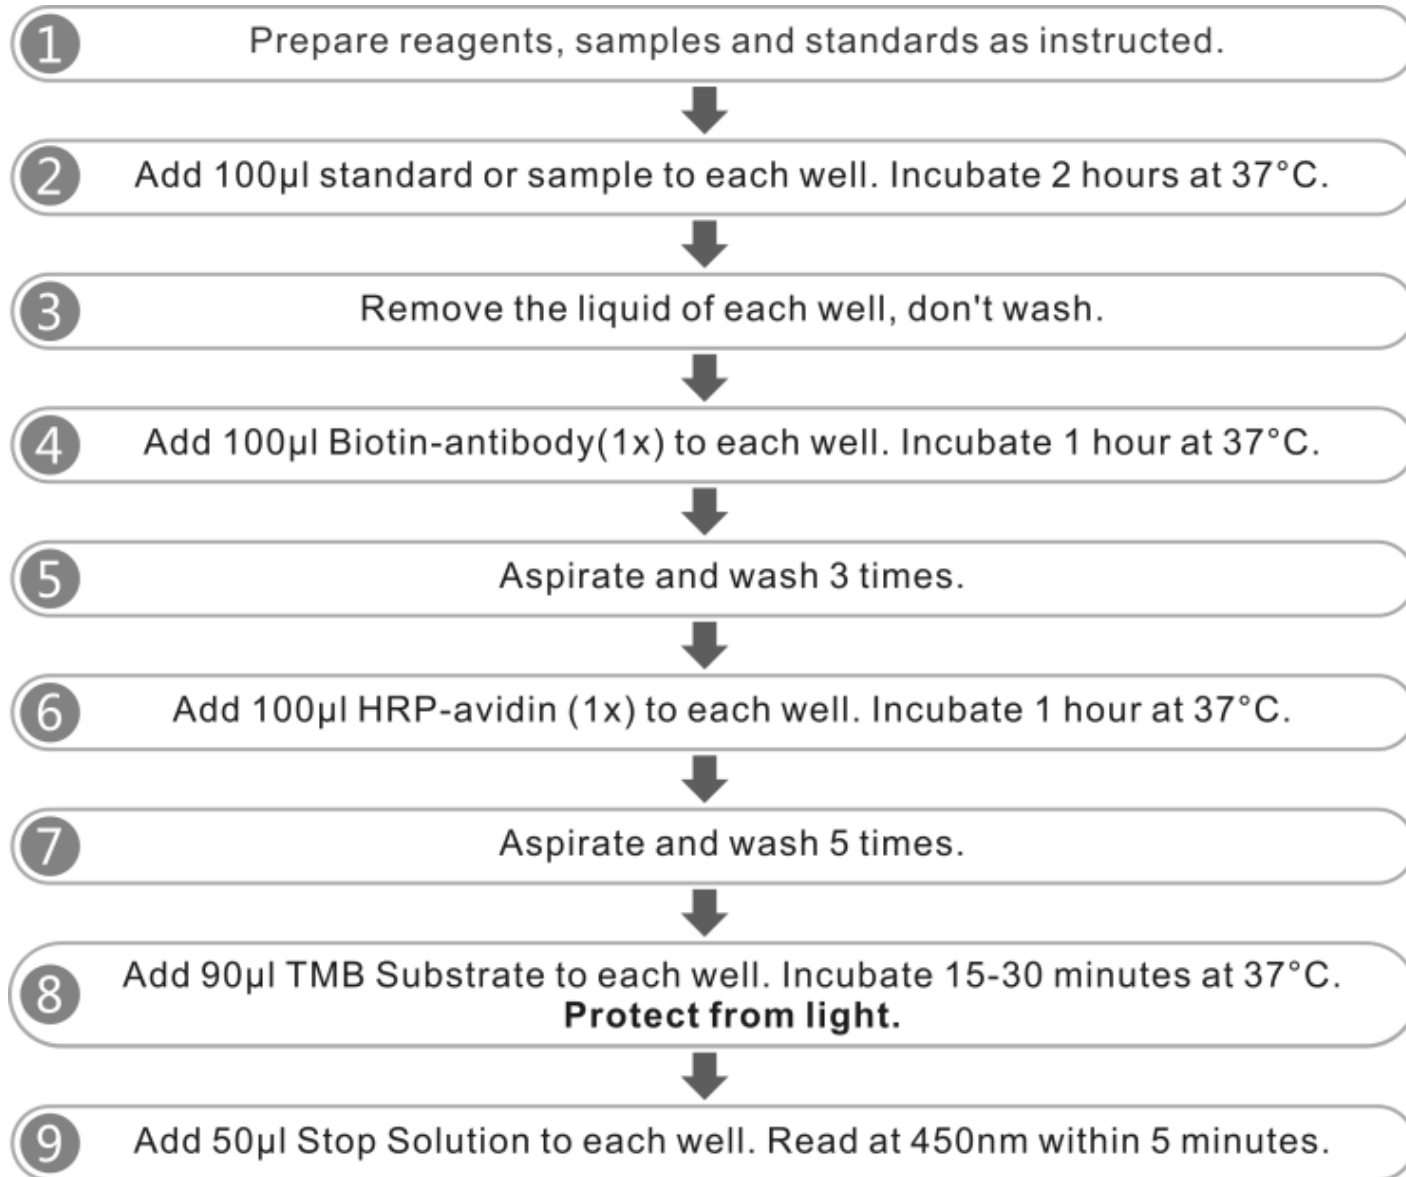 1
Prepare reagents, samples and standards as instructed.
2
Add 100µl standard or sample to each well. Incubate 2 hours at 37°C.
3
Remove the liquid of each well, don't wash.
4
Add 100µl Biotin-antibody(1x) to each well. Incubate 1 hour at 37°C.
5
Aspirate and wash 3 times.
6
Add 100µl HRP-avidin (1x) to each well. Incubate 1 hour at 37°C.
7
Aspirate and wash 5 times.
8
Add 90µl TMB Substrate to each well. Incubate 15-30 minutes at 37°C.
Protect from light.
9
Add 50µl Stop Solution to each well. Read at 450nm within 5 minutes.